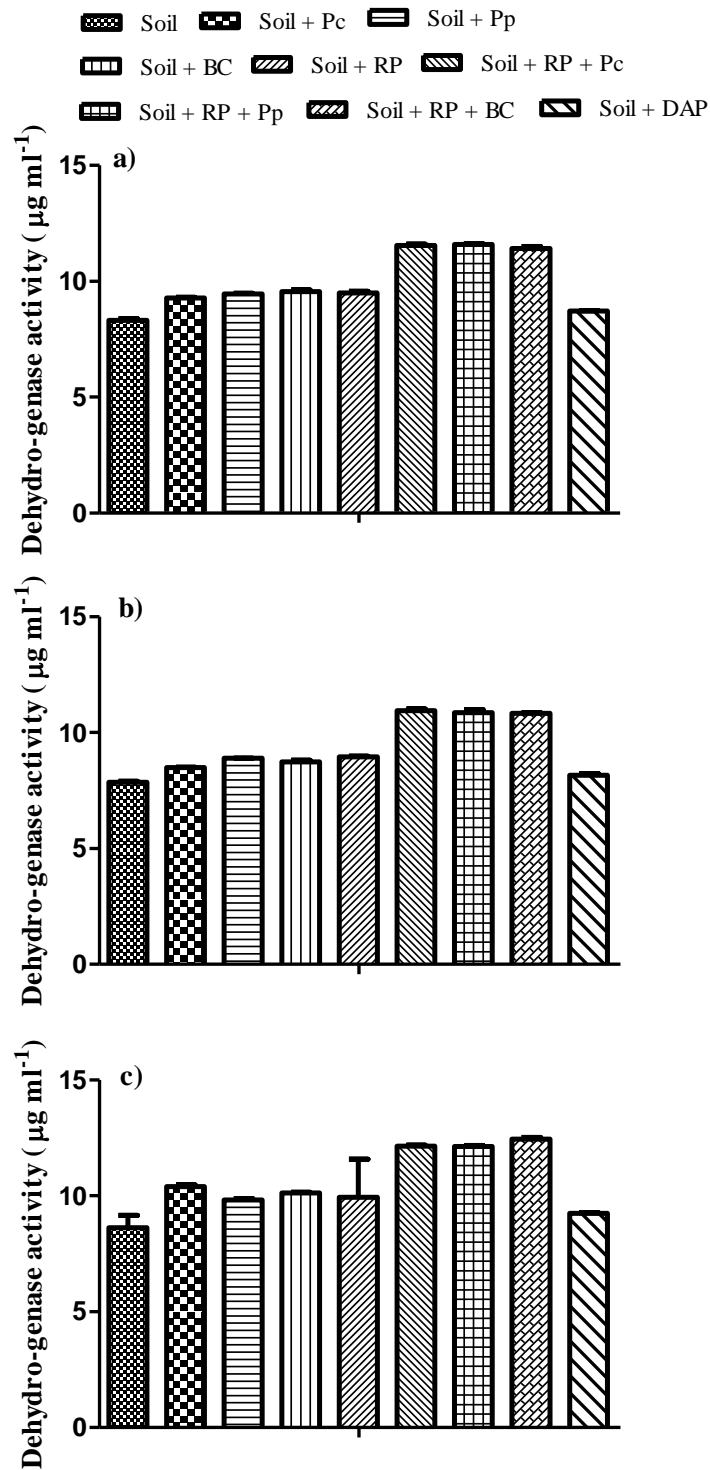 Soil Soil + Pc Soil + Pp
Soil + BC Soil + RP Soil + RP + Pc
Soil + RP + Pp Soil + RP + BC Soil + DAP
a)
Dehydro-genase activity ( µg ml⁻¹)
15
10
5
0
b)
Dehydro-genase activity ( µg ml⁻¹)
15
10
5
0
c)
Dehydro-genase activity ( µg ml⁻¹)
15
10
5
0